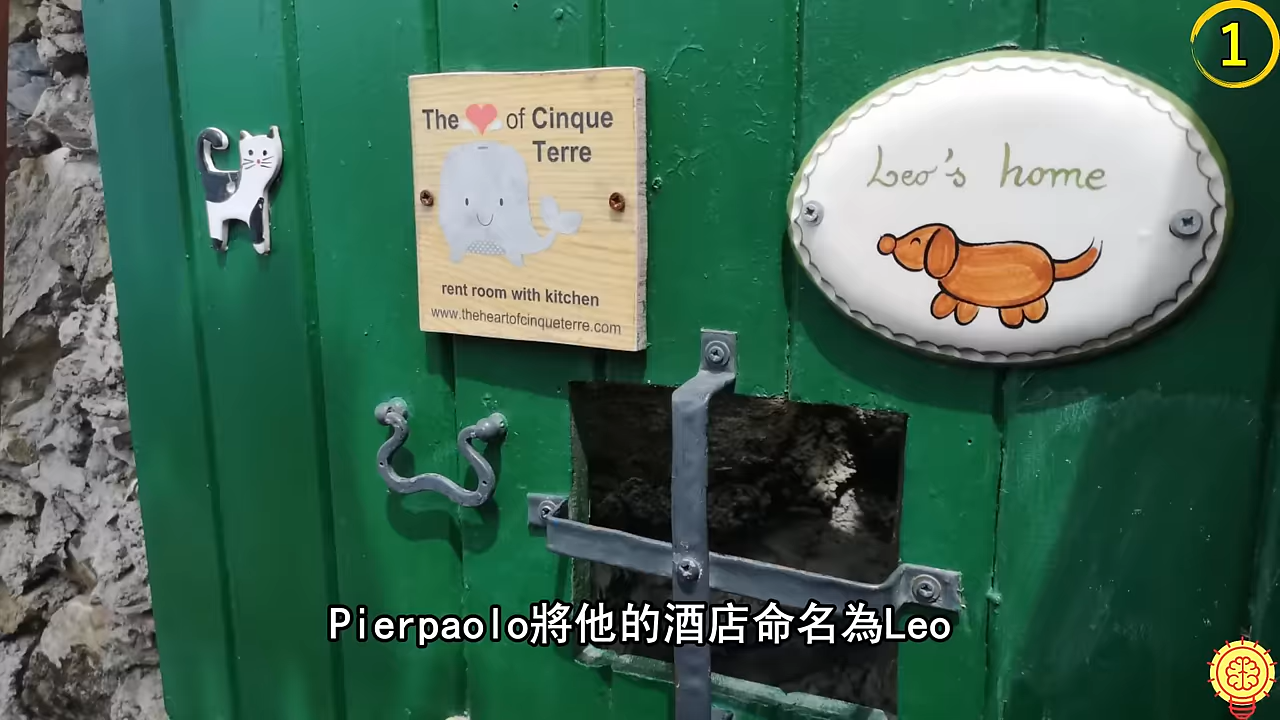 1
The ❤ of Cinque
Terre
rent room with kitchen
www.theheartofcinqueterre.com
Leo's home
Pierpaolo將他的酒店命名為Leo